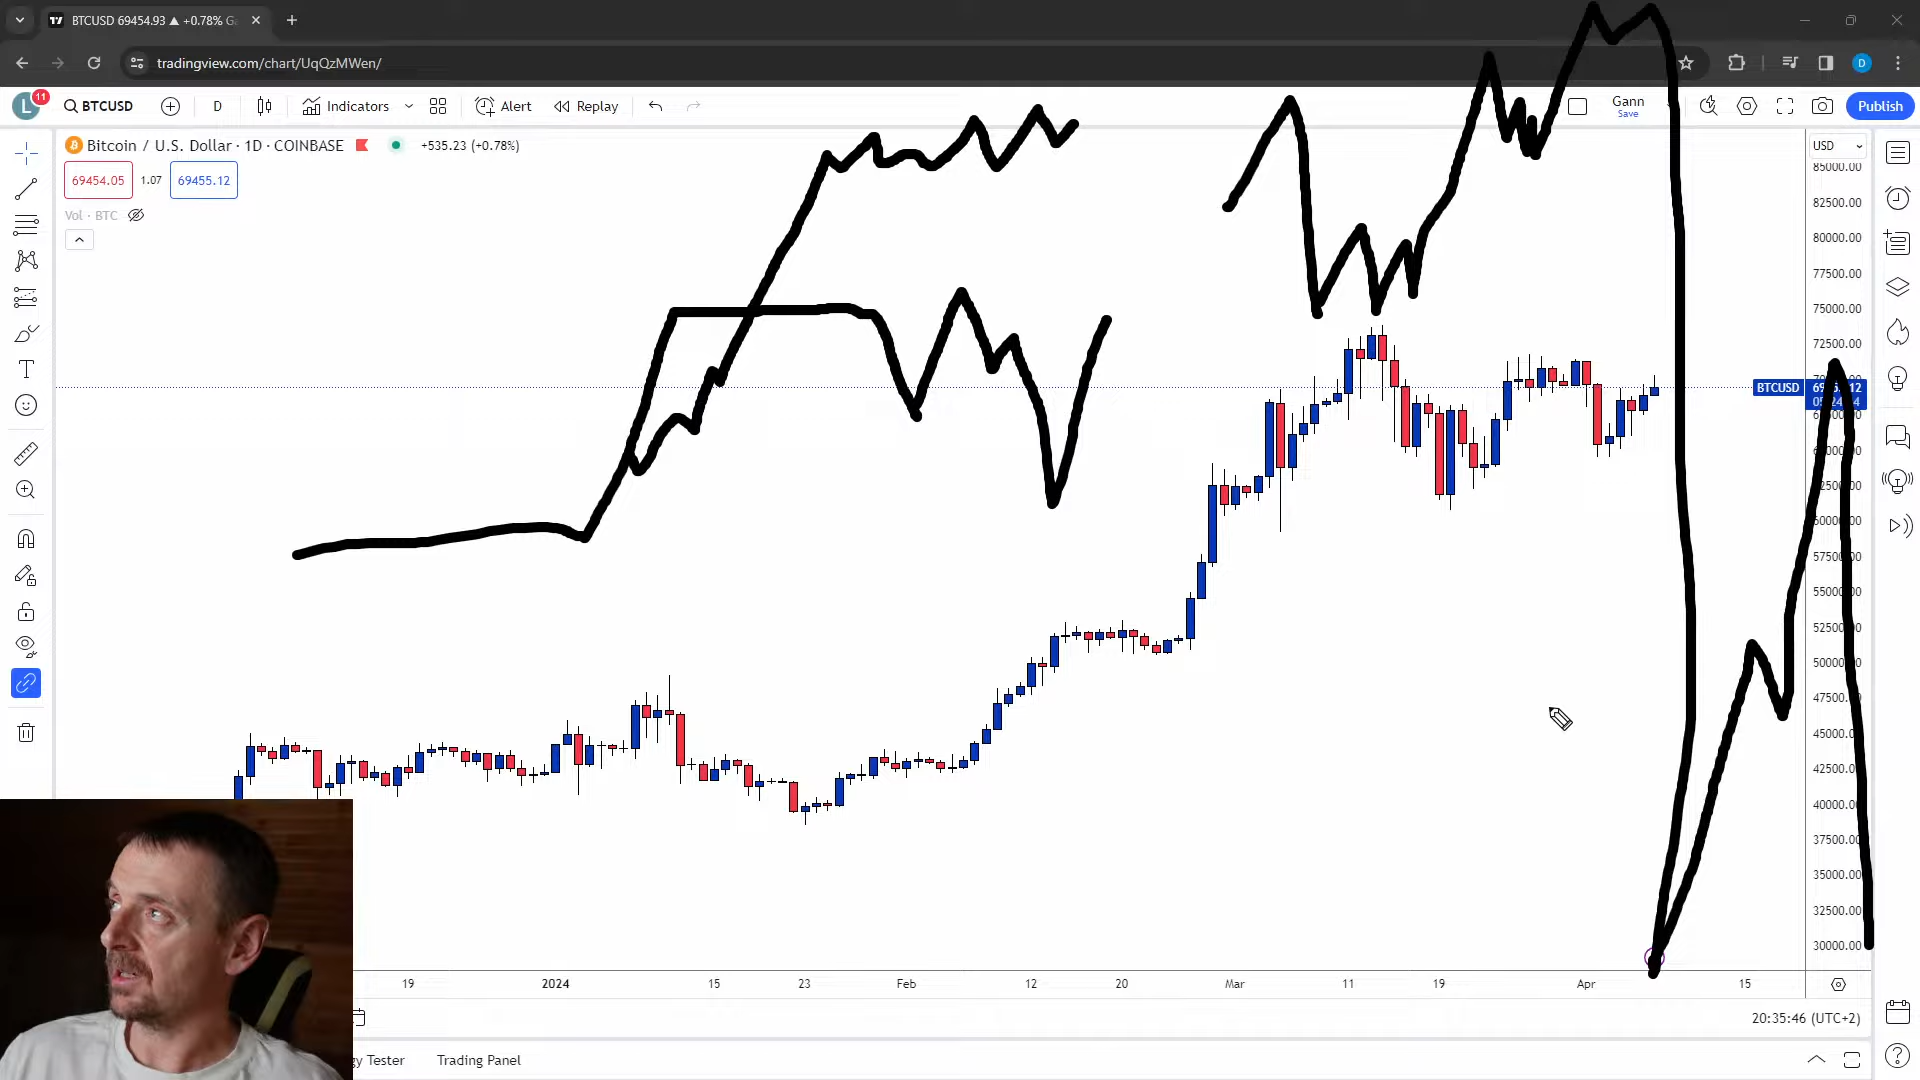 BTCUSD 69454.93 ▲ +0.78% G
tradingview.com/chart/UqQzMWen/
D
L
11
BTCUSD
D
Indicators
Alert
Replay
Gann
Save
Publish
Bitcoin / U.S. Dollar · 1D · COINBASE
+535.23 (+0.78%)
69454.05
1.07
69455.12
Vol · BTC
USD
85000.00
82500.00
80000.00
77500.00
75000.00
72500.00
BTCUSD
57500.00
55000.00
52500.00
50000.00
47500.00
45000.00
42500.00
40000.00
37500.00
35000.00
32500.00
30000.00
19
2024
15
23
Feb
12
20
Mar
11
19
Apr
15
20:35:46 (UTC+2)
Tester
Trading Panel